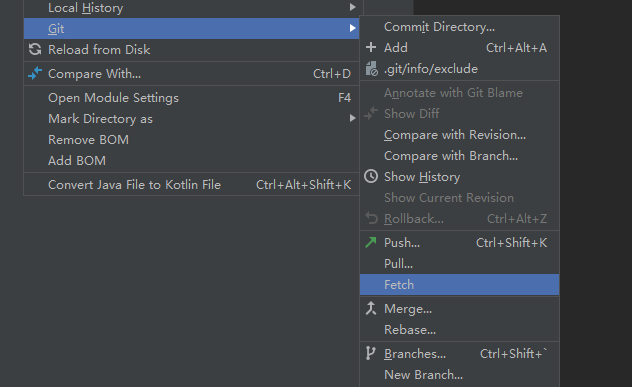 Local History
Git
Reload from Disk
Compare With... Ctrl+D
Open Module Settings F4
Mark Directory as
Remove BOM
Add BOM
Convert Java File to Kotlin File Ctrl+Alt+Shift+K
Commit Directory...
Add Ctrl+Alt+A
.git/info/exclude
Annotate with Git Blame
Show Diff
Compare with Revision...
Compare with Branch...
Show History
Show Current Revision
Rollback... Ctrl+Alt+Z
Push... Ctrl+Shift+K
Pull...
Fetch
Merge...
Rebase...
Branches... Ctrl+Shift+`
New Branch...